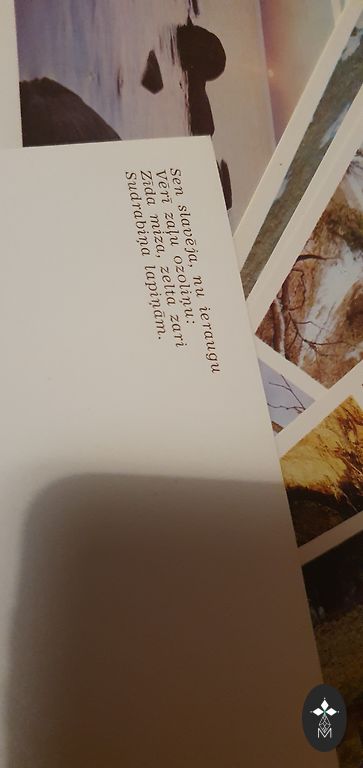 Sen slavēja, nu ieraugu
Vērī zaļu ozoliņu:
Zīda miza, zelta zari
Sudrabiņa lapiņām.